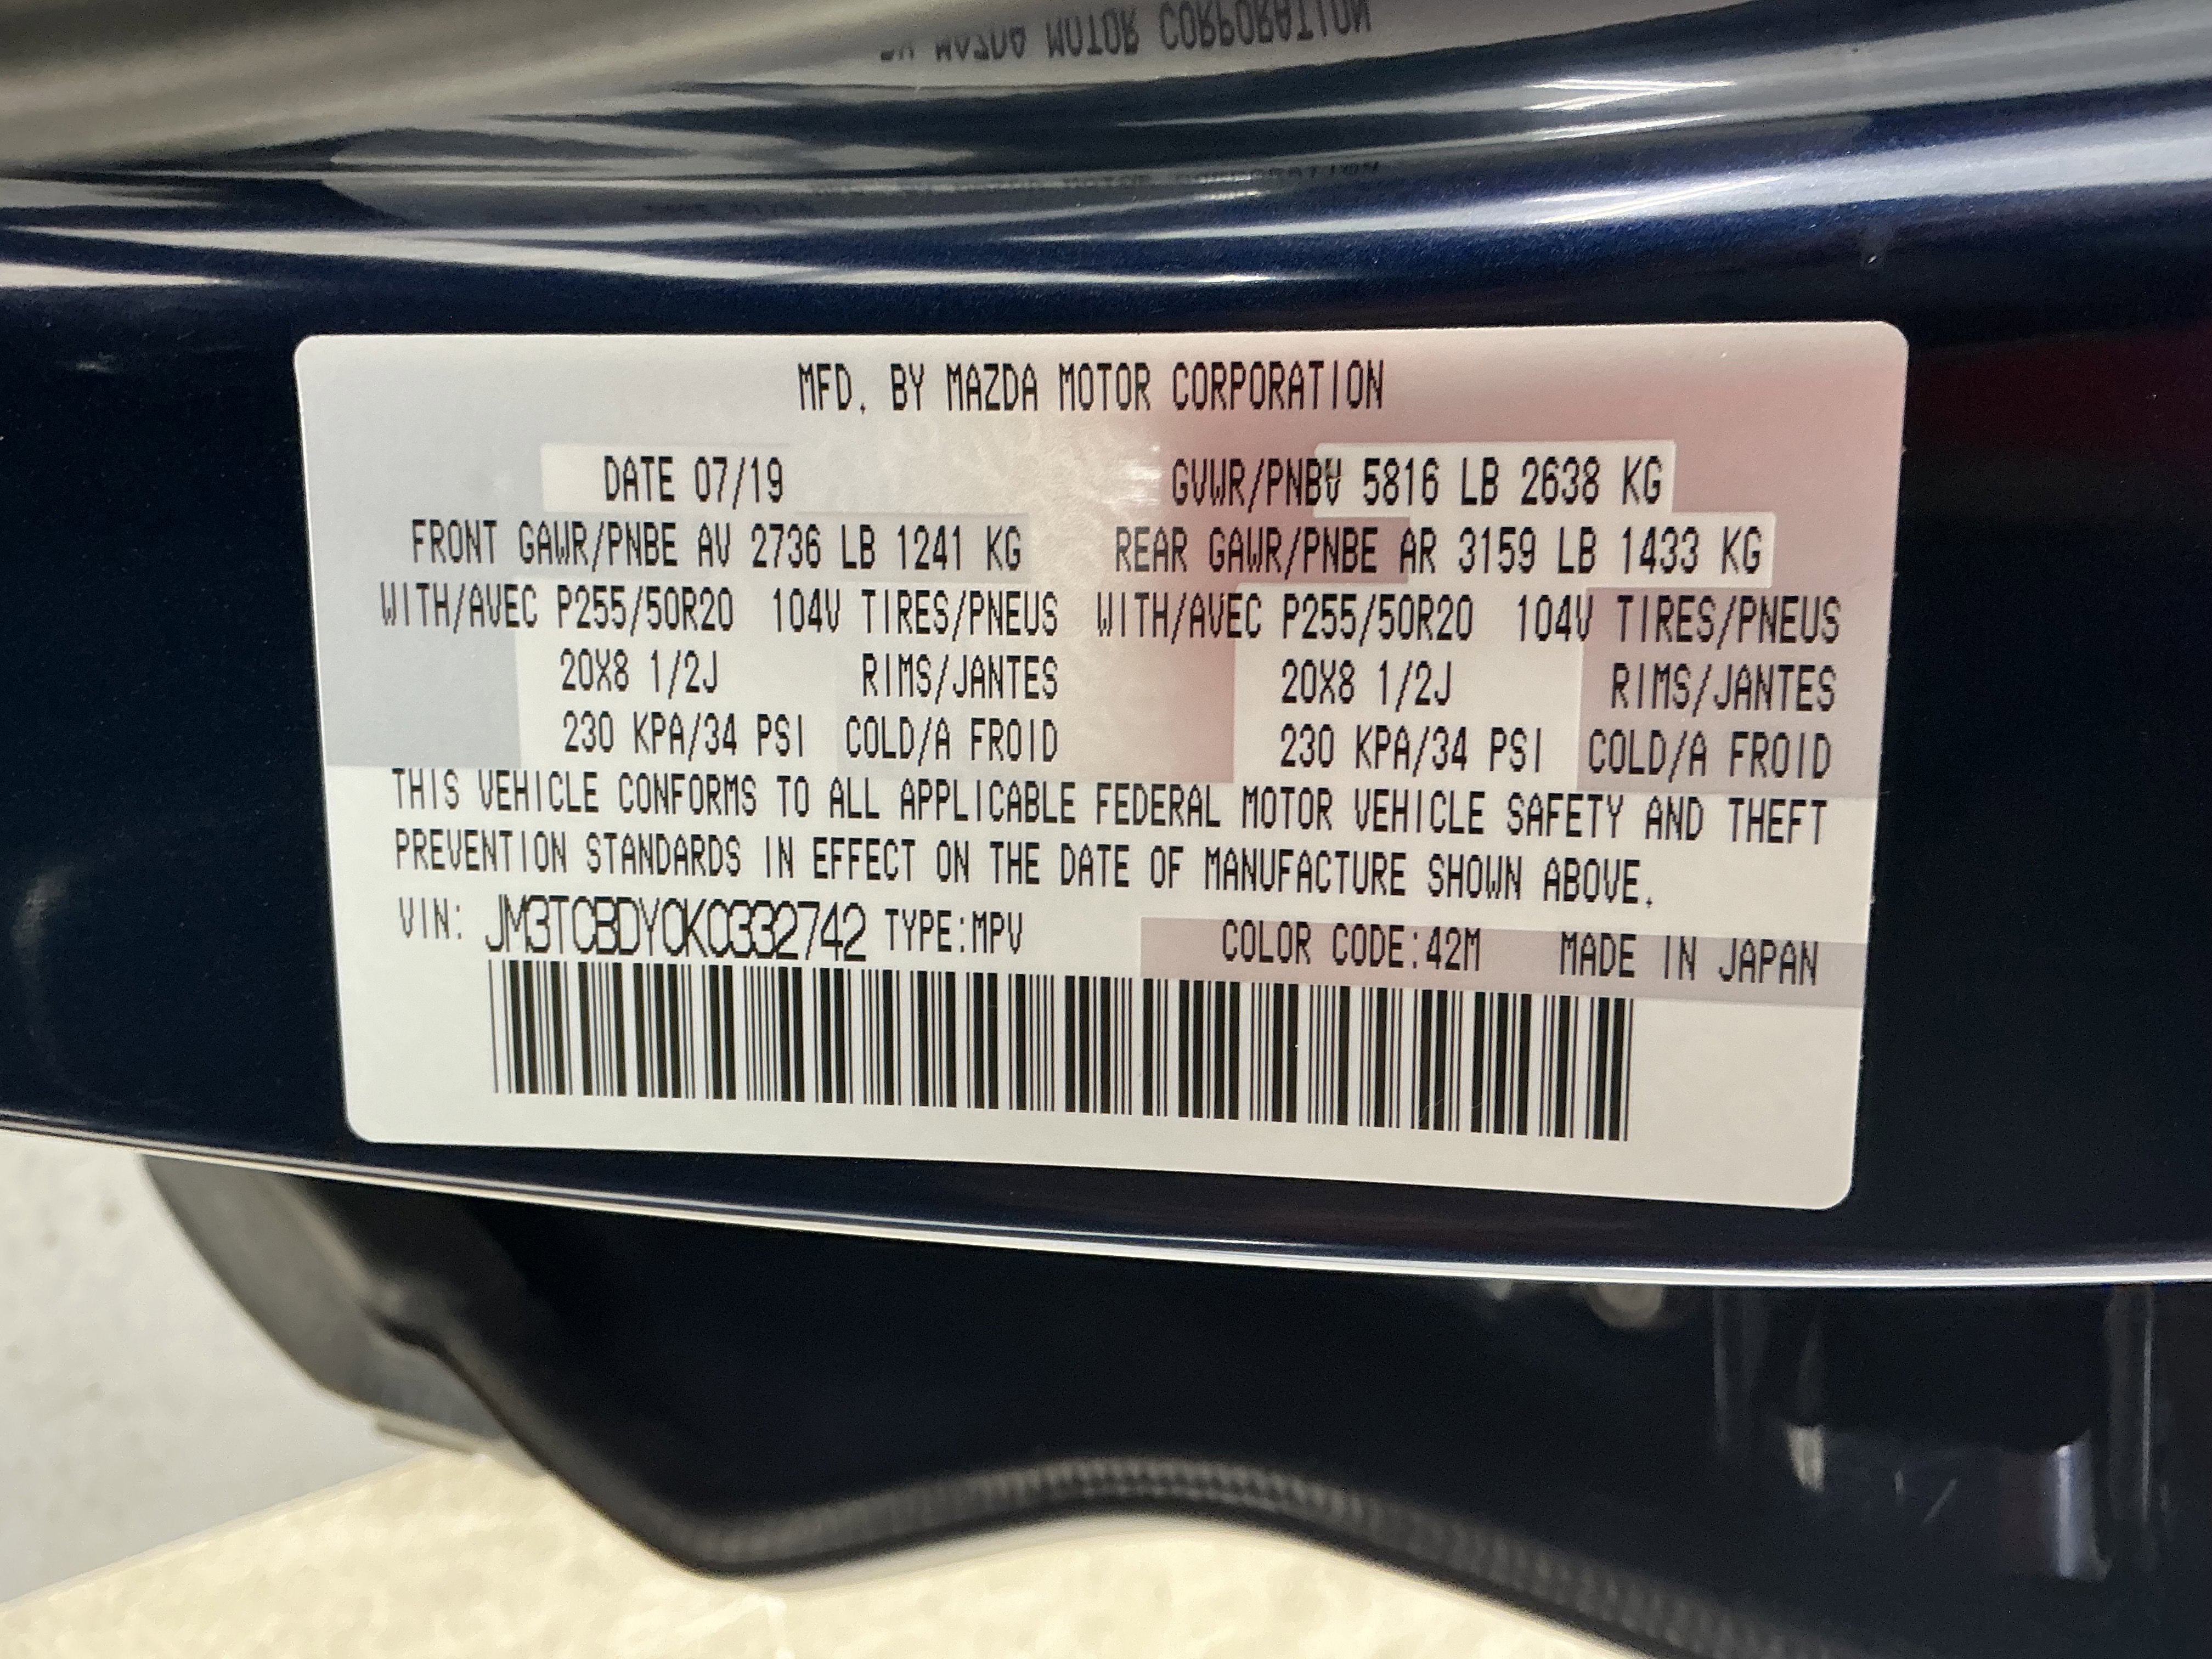 MFD. BY MAZDA MOTOR CORPORATION
DATE 07/19 GVWR/PNBV 5816 LB 2638 KG
FRONT GAWR/PNBE AV 2736 LB 1241 KG REAR GAWR/PNBE AR 3159 LB 1433 KG
WITH/AVEC P255/50R20 104V TIRES/PNEUS WITH/AVEC P255/50R20 104V TIRES/PNEUS
20X8 1/2J RIMS/JANTES 20X8 1/2J RIMS/JANTES
230 KPA/34 PSI COLD/A FROID 230 KPA/34 PSI COLD/A FROID
THIS VEHICLE CONFORMS TO ALL APPLICABLE FEDERAL MOTOR VEHICLE SAFETY AND THEFT
PREVENTION STANDARDS IN EFFECT ON THE DATE OF MANUFACTURE SHOWN ABOVE.
VIN: JM3TCBDY0K0332742 TYPE:MPV COLOR CODE:42M MADE IN JAPAN